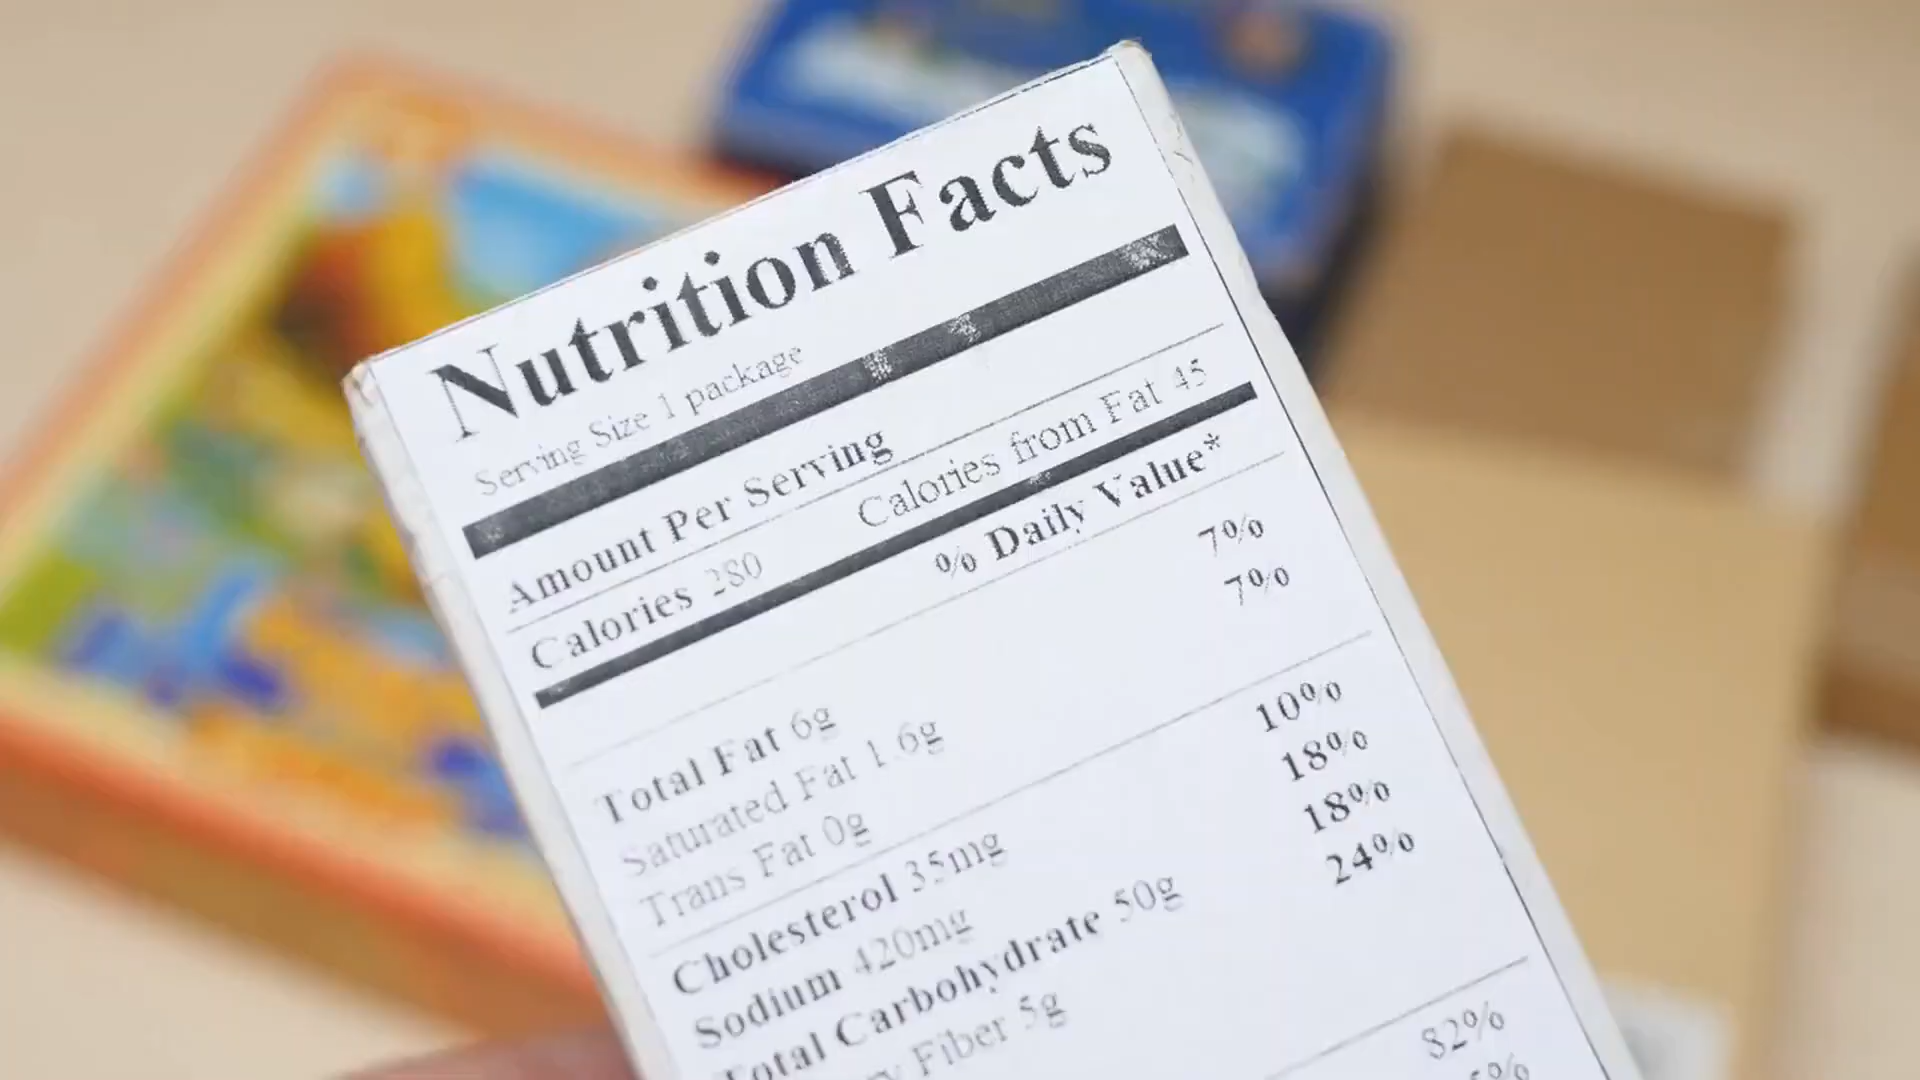 Nutrition Facts
Serving Size 1 package
Amount Per Serving
Calories 280 Calories from Fat 45
% Daily Value*
Total Fat 6g 7%
Saturated Fat 1.6g 7%
Trans Fat 0g
Cholesterol 35mg 10%
Sodium 420mg 18%
Total Carbohydrate 50g 18%
Fiber 5g 24%
82%